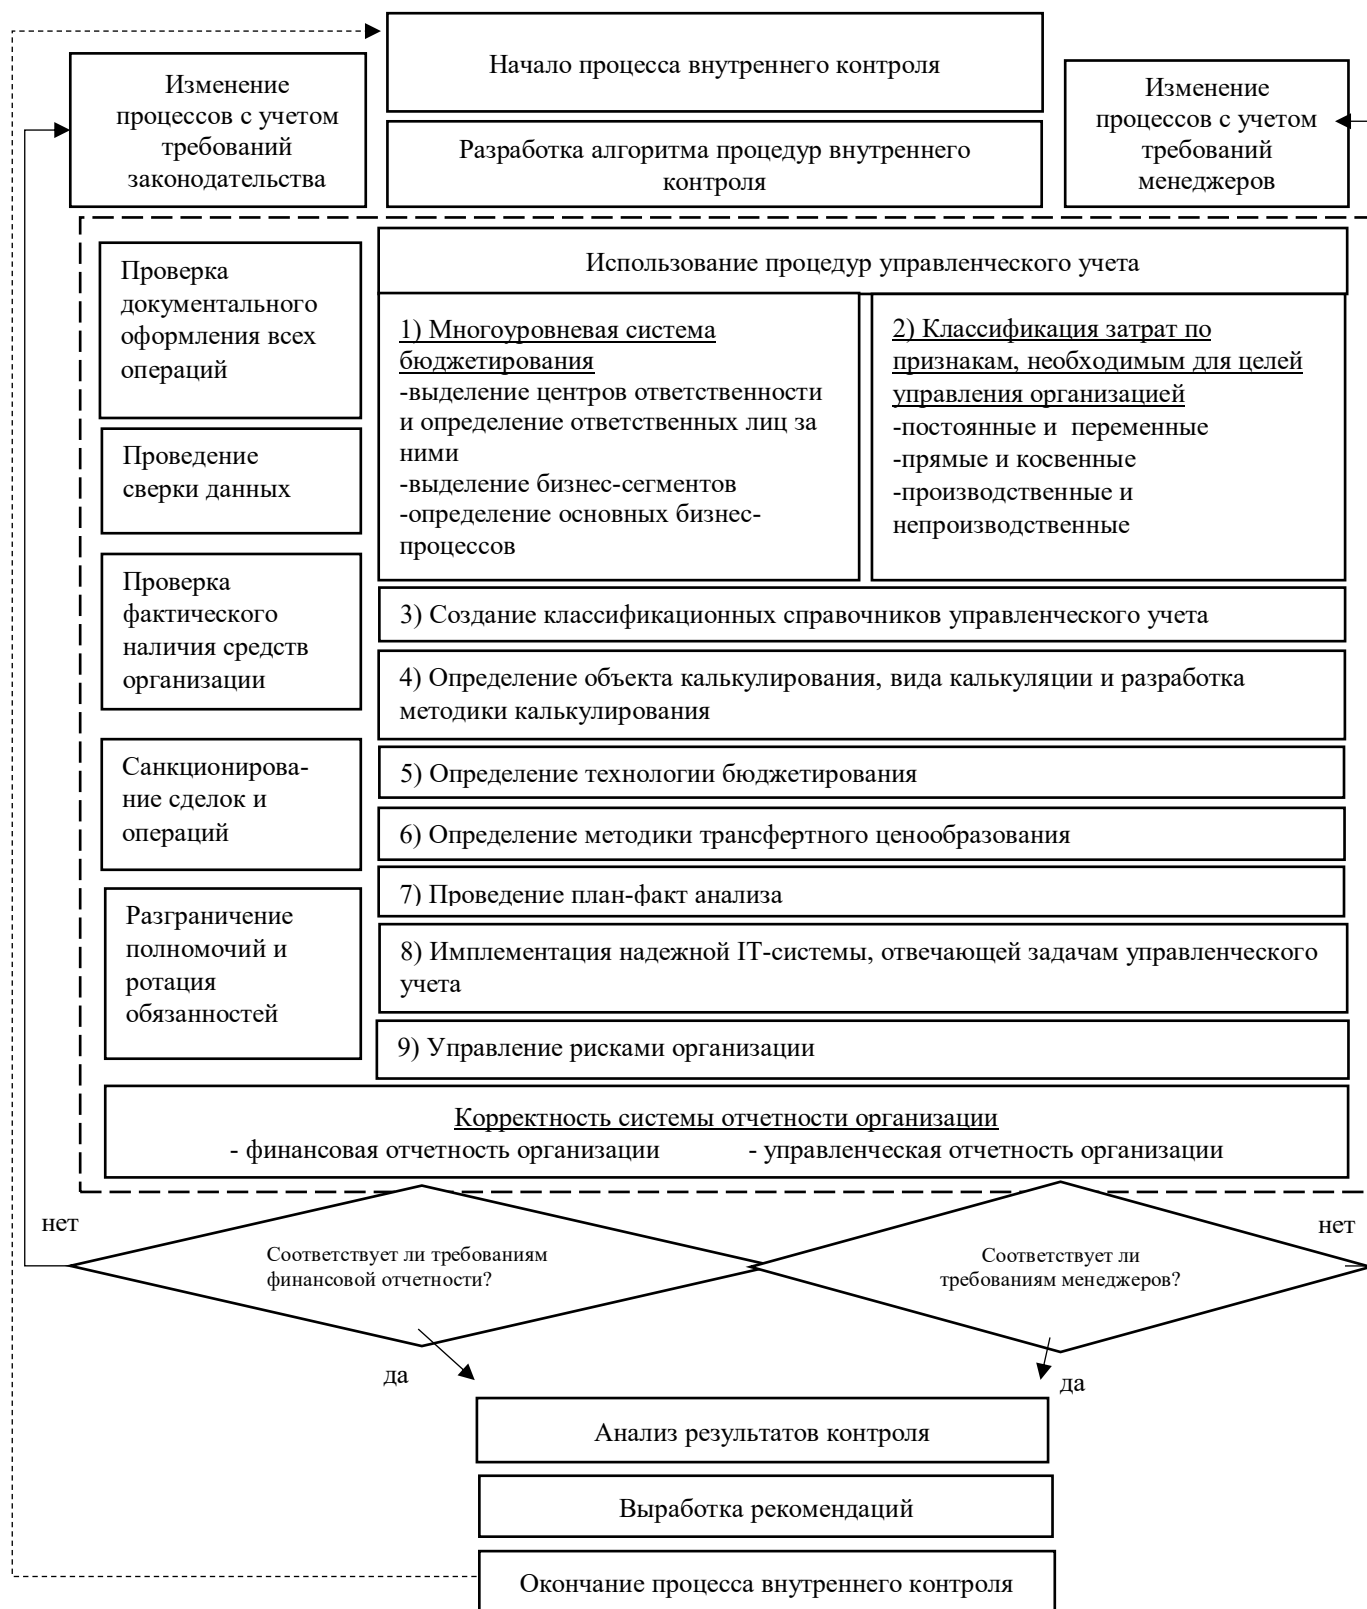 Начало процесса внутреннего контроля
Изменение
процессов с учетом
требований
законодательства
Изменение
процессов с учетом
требований
менеджеров
Разработка алгоритма процедур внутреннего
контроля
Проверка
документального
оформления всех
операций
Проведение
сверки данных
Проверка
фактического
наличия средств
организации
Санкционирова-
ние сделок и
операций
Разграничение
полномочий и
ротация
обязанностей
Использование процедур управленческого учета
1) Многоуровневая система
бюджетирования
-выделение центров ответственности
и определение ответственных лиц за
ними
-выделение бизнес-сегментов
-определение основных бизнес-
процессов
2) Классификация затрат по
признакам, необходимым для целей
управления организацией
-постоянные и переменные
-прямые и косвенные
-производственные и
непроизводственные
3) Создание классификационных справочников управленческого учета
4) Определение объекта калькулирования, вида калькуляции и разработка
методики калькулирования
5) Определение технологии бюджетирования
6) Определение методики трансфертного ценообразования
7) Проведение план-факт анализа
8) Имплементация надежной IT-системы, отвечающей задачам управленческого
учета
9) Управление рисками организации
Корректность системы отчетности организации
- финансовая отчетность организации - управленческая отчетность организации
нет
Соответствует ли требованиям
финансовой отчетности?
Соответствует ли
требованиям менеджеров?
нет
да
да
Анализ результатов контроля
Выработка рекомендаций
Окончание процесса внутреннего контроля